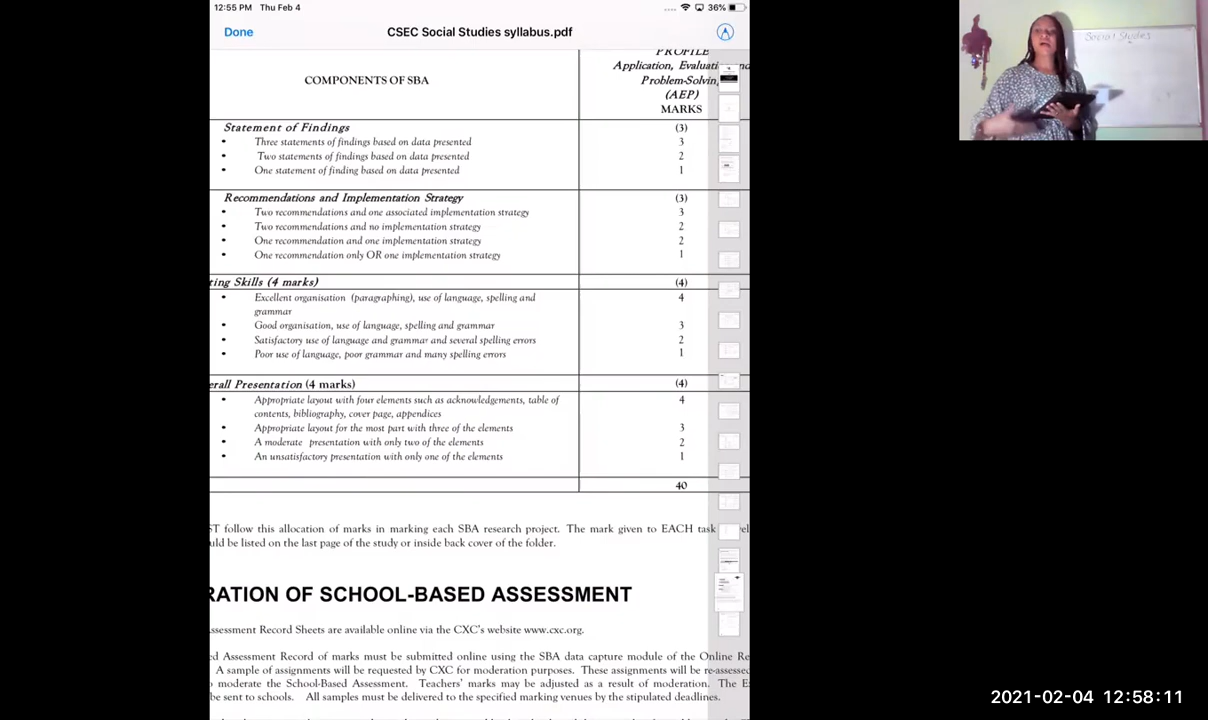 12:55 PM Thu Feb 4
36%
Done
CSEC Social Studies syllabus.pdf
PROFILE
Application, Evaluation and
COMPONENTS OF SBA
Problem-Solving
(AEP)
MARKS
Statement of Findings (3)
• Three statements of findings based on data presented 3
• Two statements of findings based on data presented 2
• One statement of finding based on data presented 1
Recommendations and Implementation Strategy (3)
• Two recommendations and one associated implementation strategy 3
• Two recommendations and no implementation strategy 2
• One recommendation and one implementation strategy 2
• One recommendation only OR one implementation strategy 1
ting Skills (4 marks) (4)
• Excellent organisation (paragraphing), use of language, spelling and 4
grammar
• Good organisation, use of language, spelling and grammar 3
• Satisfactory use of language and grammar and several spelling errors 2
• Poor use of language, poor grammar and many spelling errors 1
erall Presentation (4 marks) (4)
• Appropriate layout with four elements such as acknowledgements, table of 4
contents, bibliography, cover page, appendices
• Appropriate layout for the most part with three of the elements 3
• A moderate presentation with only two of the elements 2
• An unsatisfactory presentation with only one of the elements 1
40
ST follow this allocation of marks in marking each SBA research project. The mark given to EACH task
uld be listed on the last page of the study or inside back cover of the folder.
RATION OF SCHOOL-BASED ASSESSMENT
ssessment Record Sheets are available online via the CXC's website www.cxc.org.
ed Assessment Record of marks must be submitted online using the SBA data capture module of the Online Re
A sample of assignments will be requested by CXC for moderation purposes. These assignments will be re-assessed
o moderate the School-Based Assessment. Teachers' marks may be adjusted as a result of moderation. The E
be sent to schools. All samples must be delivered to the specified marking venues by the stipulated deadlines.
Social Studies
2021-02-04 12:58:11